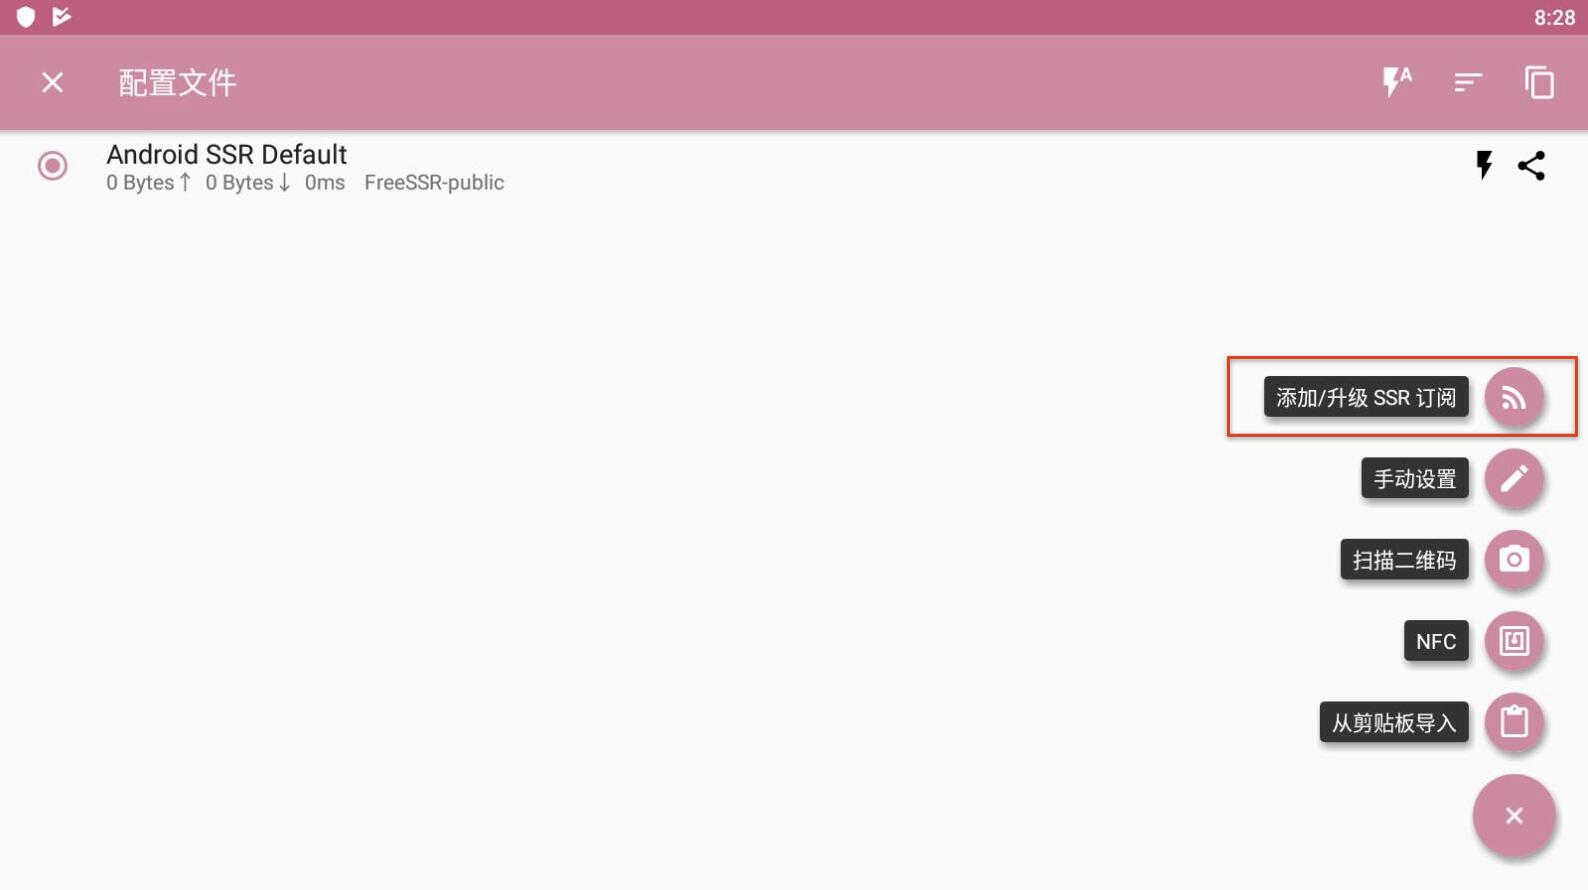 8:28
配置文件
A
Android SSR Default
0 Bytes↑ 0 Bytes↓ 0ms FreeSSR-public
添加/升级 SSR 订阅
手动设置
扫描二维码
NFC
从剪贴板导入